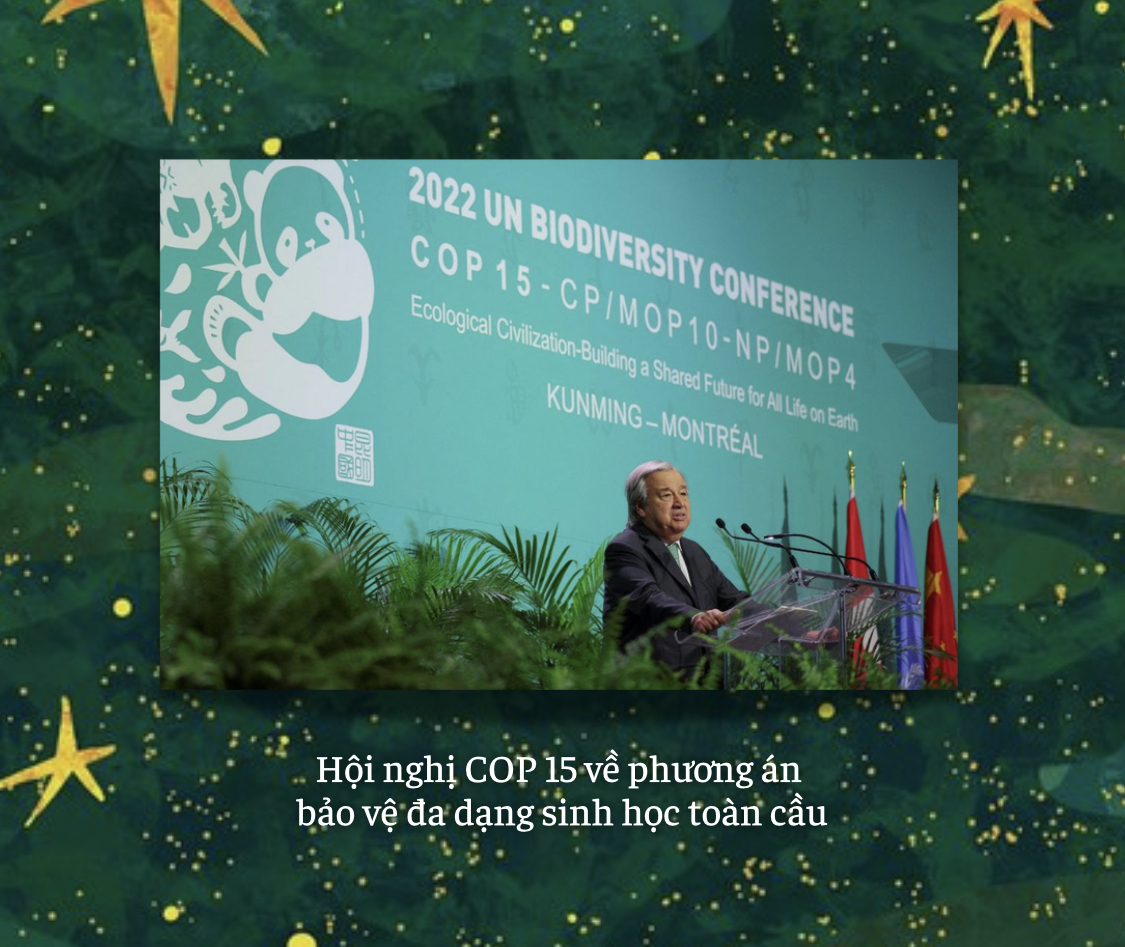 2022 UN BIODIVERSITY CONFERENCE
COP 15 - CP/MOP10-NP/MOP4
Ecological Civilization-Building a Shared Future for All Life on Earth
KUNMING – MONTRÉAL
Hội nghị COP 15 về phương án
bảo vệ đa dạng sinh học toàn cầu